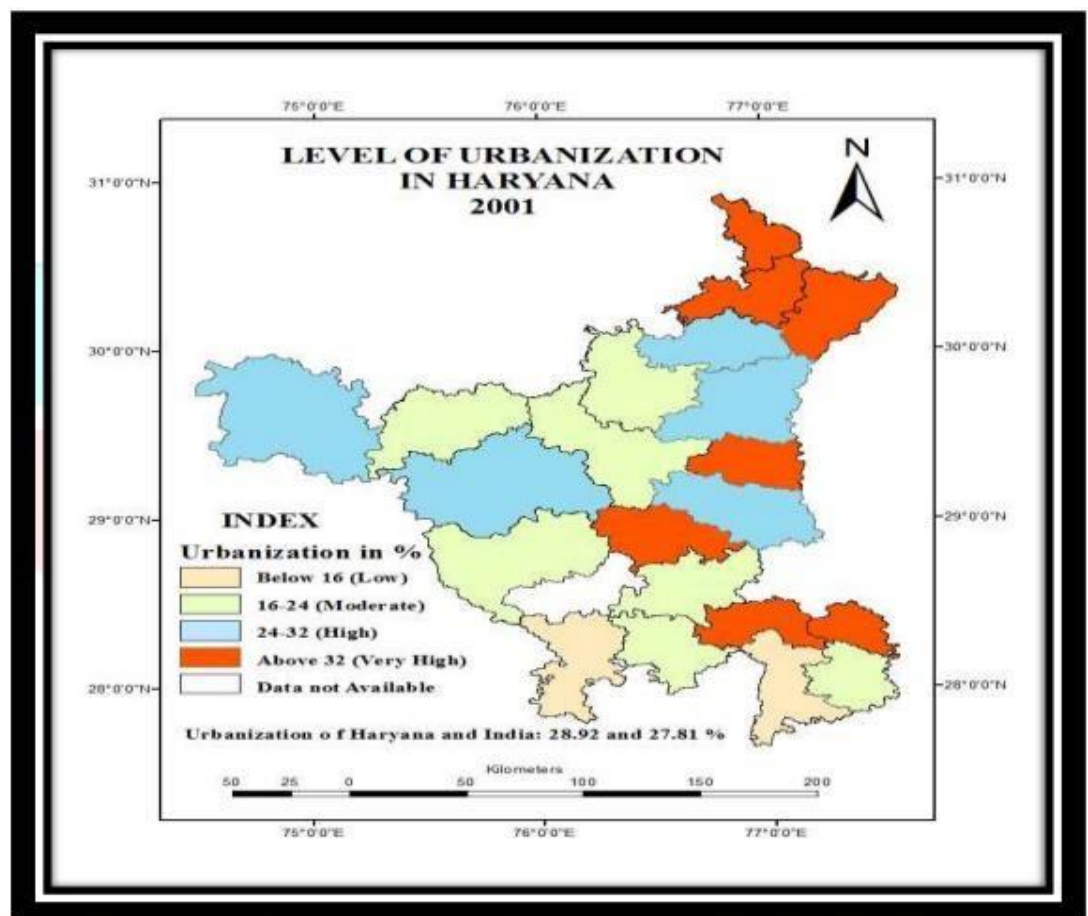 75°0'0"E 76°0'0"E 77°0'0"E
LEVEL OF URBANIZATION
IN HARYANA
2001
N
31°0'0"N 31°0'0"N
30°0'0"N 30°0'0"N
29°0'0"N 29°0'0"N
INDEX
Urbanization in %
Below 16 (Low)
16-24 (Moderate)
24-32 (High)
Above 32 (Very High)
Data not Available
28°0'0"N 28°0'0"N
Urbanization o f Haryana and India: 28.92 and 27.81 %
Kilometers
50 25 0 50 100 150 200
75°0'0"E 76°0'0"E 77°0'0"E